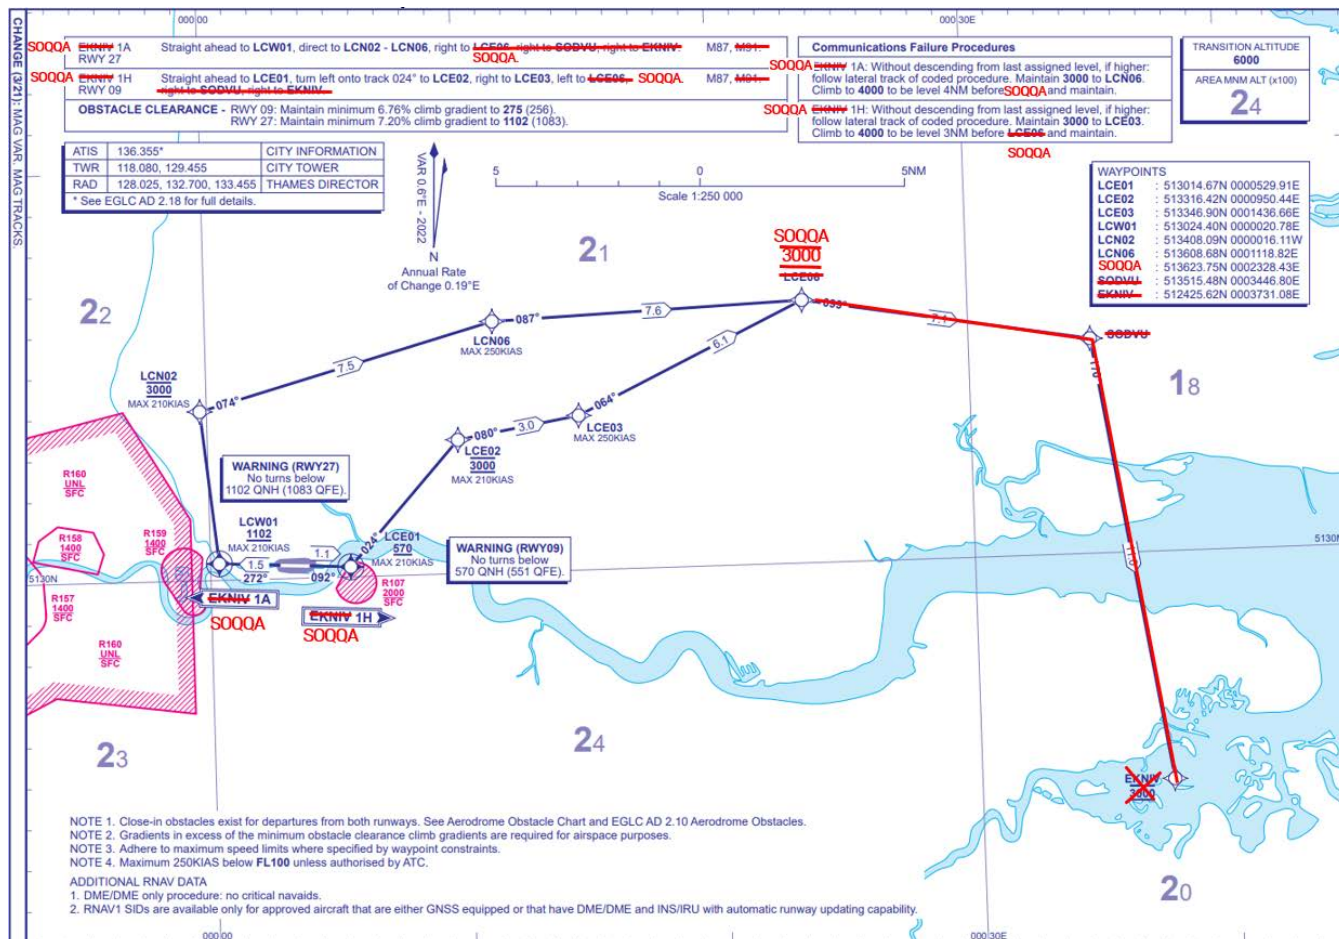 000:00
000:30E
CHANGE (3/21): MAG VAR. MAG TRACKS.
SOQQA EKNIV 1A Straight ahead to LCW01, direct to LCN02 - LCN06, right to LCE06, right to SODVU, right to EKNIV. M87, M91.
RWY 27 SOQQA.
SOQQA EKNIV 1H Straight ahead to LCE01, turn left onto track 024° to LCE02, right to LCE03, left to LCE06, SOQQA. M87, M91.
RWY 09 right to SODVU, right to EKNIV.
OBSTACLE CLEARANCE - RWY 09: Maintain minimum 6.76% climb gradient to 275 (256).
RWY 27: Maintain minimum 7.20% climb gradient to 1102 (1083).
Communications Failure Procedures
EKNIV 1A: Without descending from last assigned level, if higher:
SOQQA follow lateral track of coded procedure. Maintain 3000 to LCN06.
Climb to 4000 to be level 4NM before SOQQA and maintain.
SOQQA EKNIV 1H: Without descending from last assigned level, if higher:
follow lateral track of coded procedure. Maintain 3000 to LCE03.
Climb to 4000 to be level 3NM before LCE06 and maintain.
SOQQA
TRANSITION ALTITUDE
6000
AREA MNM ALT (x100)
24
ATIS 136.355* CITY INFORMATION
TWR 118.080, 129.455 CITY TOWER
RAD 128.025, 132.700, 133.455 THAMES DIRECTOR
* See EGLC AD 2.18 for full details.
VAR 0.6°E - 2022
N
Annual Rate
of Change 0.19°E
5 0 5NM
Scale 1:250 000
WAYPOINTS
LCE01 : 513014.67N 0000529.91E
LCE02 : 513316.42N 0000950.44E
LCE03 : 513346.90N 0001436.66E
LCW01 : 513024.40N 0000020.78E
LCN02 : 513408.09N 0000016.11W
LCN06 : 513608.68N 0001118.82E
SOQQA : 513623.75N 0002328.43E
SODVU : 513515.48N 0003446.80E
EKNIV : 512425.62N 0003731.08E
21
SOQQA
3000
LCE06
22
087°
7.6
093°
7.1
SODVU
LCN06
MAX 250KIAS
7.5
6.1
110°
18
LCN02
3000
MAX 210KIAS
074°
064°
080°
3.0
LCE03
MAX 250KIAS
LCE02
3000
MAX 210KIAS
WARNING (RWY27)
No turns below
1102 QNH (1083 QFE).
R160
UNL
SFC
LCW01
1102
MAX 210KIAS
LCE01
570
MAX 210KIAS
024°
R158
1400
SFC
R159
1400
SFC
1.5
1.1
272°
092°
WARNING (RWY09)
No turns below
570 QNH (551 QFE).
5130N
5130N
R157
1400
SFC
R107
2000
SFC
EKNIV 1A
SOQQA
EKNIV 1H
SOQQA
R160
UNL
SFC
23
24
EKNIV
3000
NOTE 1. Close-in obstacles exist for departures from both runways. See Aerodrome Obstacle Chart and EGLC AD 2.10 Aerodrome Obstacles.
NOTE 2. Gradients in excess of the minimum obstacle clearance climb gradients are required for airspace purposes.
NOTE 3. Adhere to maximum speed limits where specified by waypoint constraints.
NOTE 4. Maximum 250KIAS below FL100 unless authorised by ATC.
ADDITIONAL RNAV DATA
1. DME/DME only procedure: no critical navaids.
2. RNAV1 SIDs are available only for approved aircraft that are either GNSS equipped or that have DME/DME and INS/IRU with automatic runway updating capability.
20
000:00
000:30E